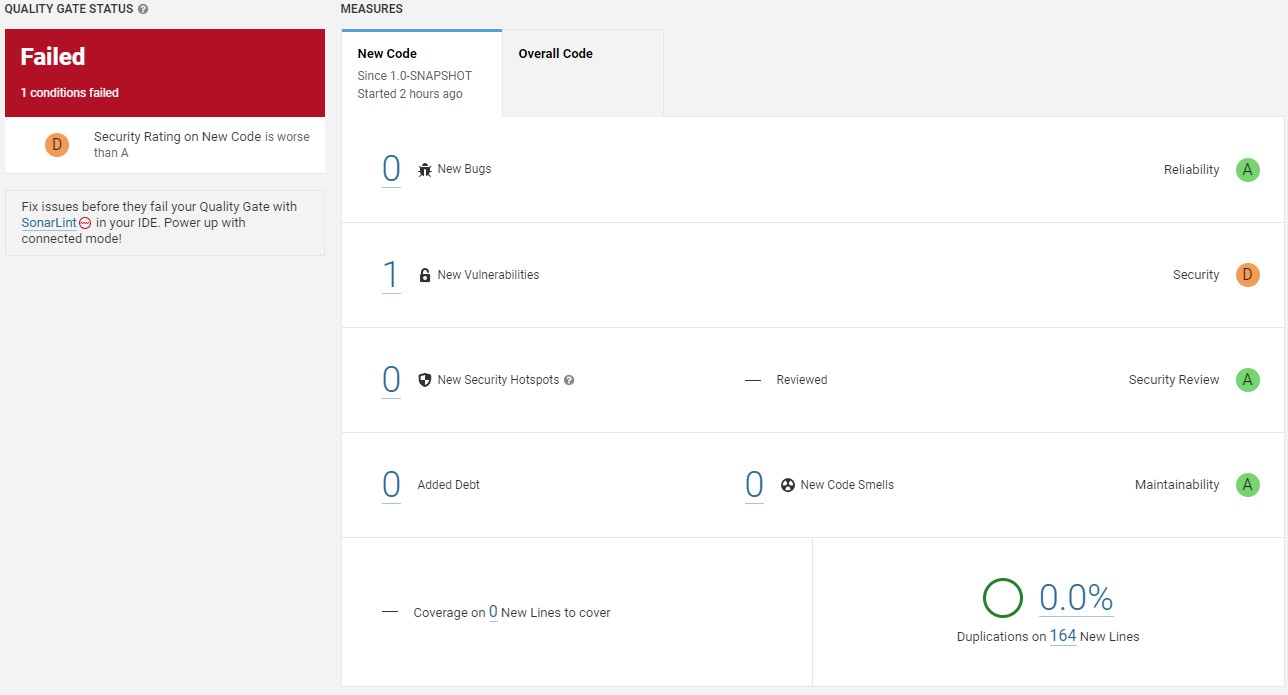 QUALITY GATE STATUS ?
Failed
1 conditions failed
D
Security Rating on New Code is worse
than A
Fix issues before they fail your Quality Gate with
SonarLint in your IDE. Power up with
connected mode!
MEASURES
New Code
Since 1.0-SNAPSHOT
Started 2 hours ago
Overall Code
0 New Bugs
Reliability A
1 New Vulnerabilities
Security D
0 New Security Hotspots ?
— Reviewed
Security Review A
0 Added Debt
0 New Code Smells
Maintainability A
— Coverage on 0 New Lines to cover
0.0%
Duplications on 164 New Lines